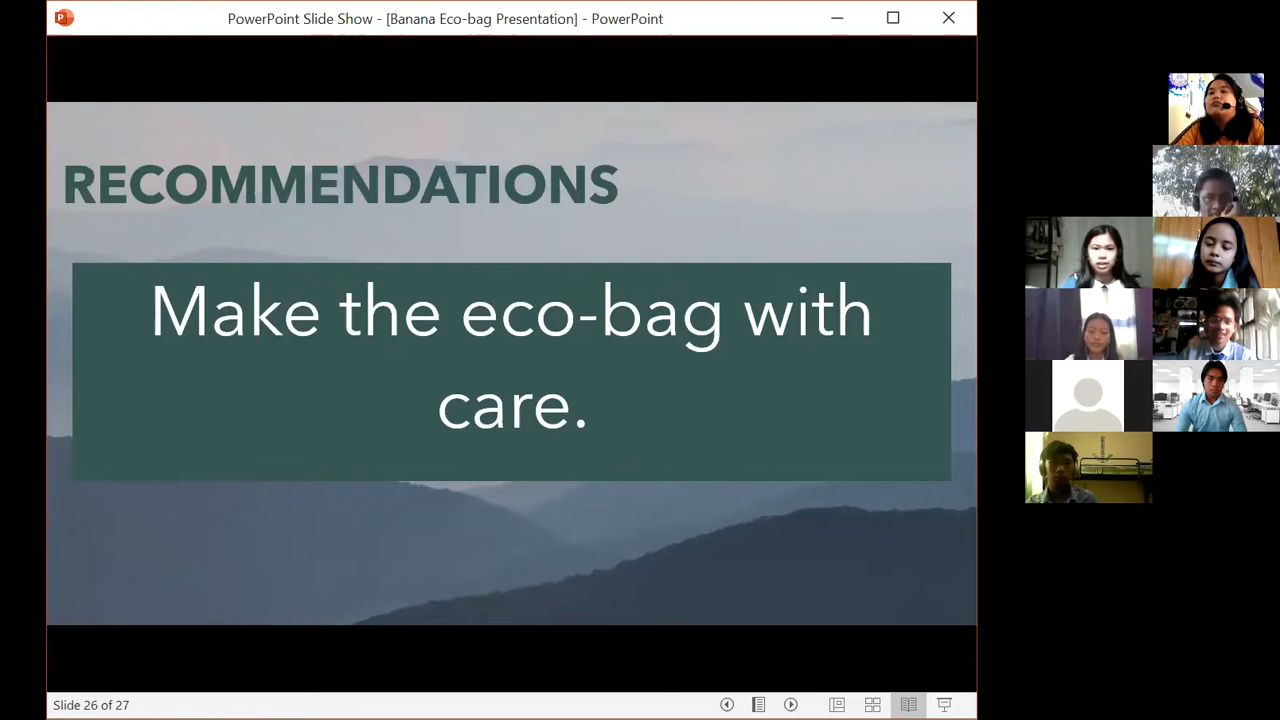 PowerPoint Slide Show - [Banana Eco-bag Presentation] - PowerPoint
RECOMMENDATIONS
Make the eco-bag with
care.
Slide 26 of 27